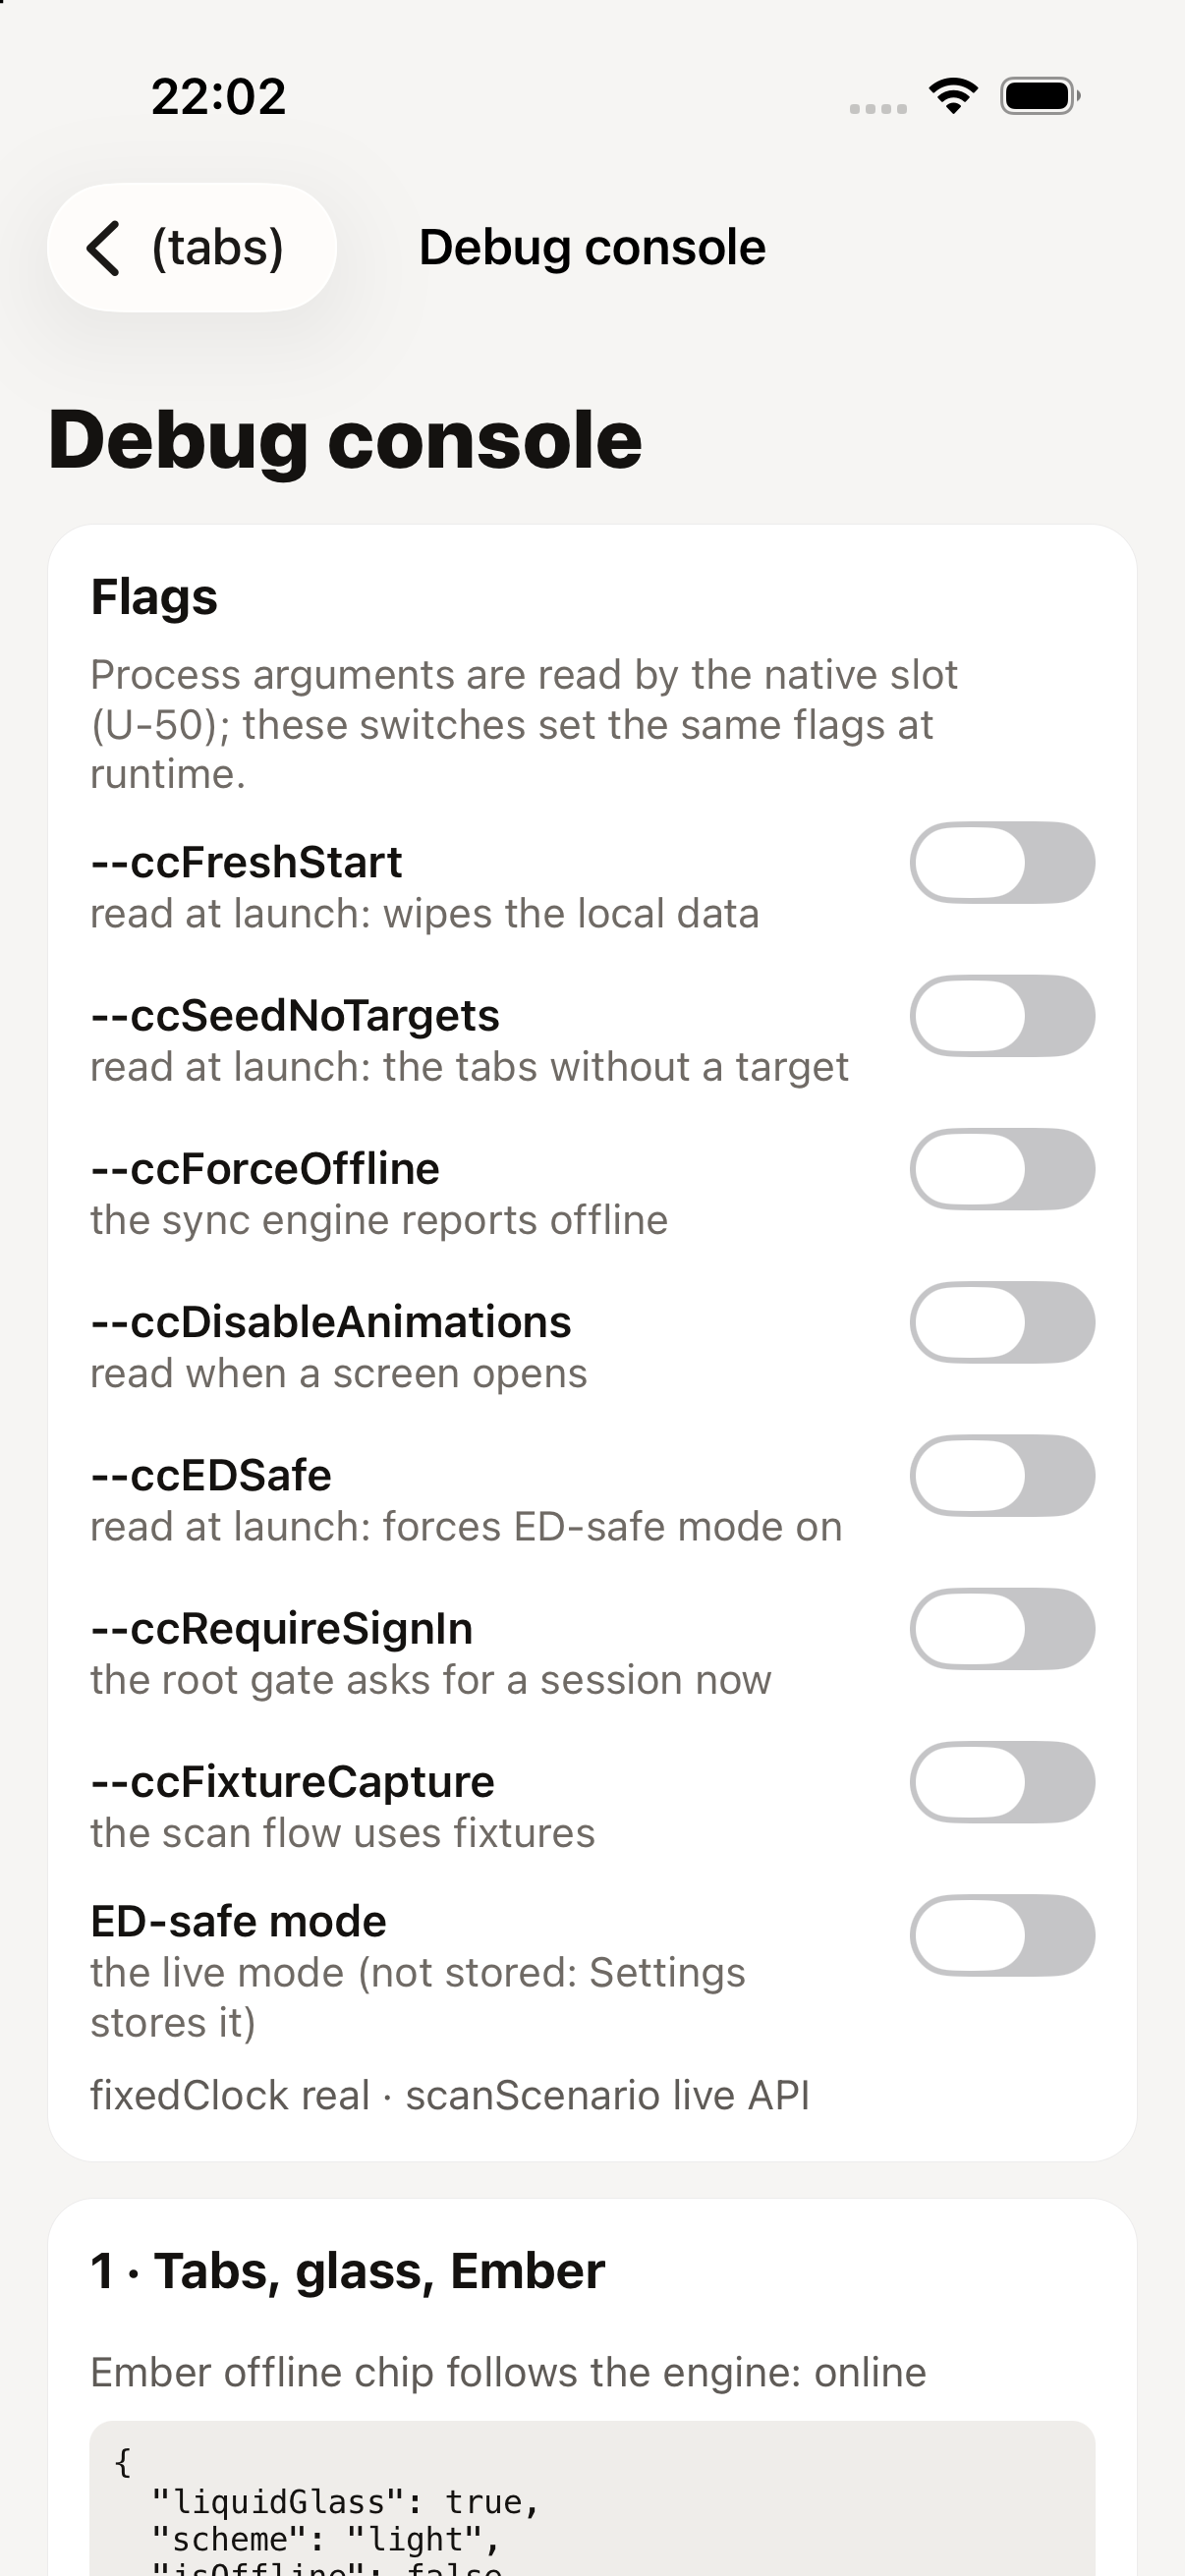 22:02
(tabs)
Debug console
Debug console
Flags
Process arguments are read by the native slot
(U-50); these switches set the same flags at
runtime.
--ccFreshStart
read at launch: wipes the local data
--ccSeedNoTargets
read at launch: the tabs without a target
--ccForceOffline
the sync engine reports offline
--ccDisableAnimations
read when a screen opens
--ccEDSafe
read at launch: forces ED-safe mode on
--ccRequireSignIn
the root gate asks for a session now
--ccFixtureCapture
the scan flow uses fixtures
ED-safe mode
the live mode (not stored: Settings
stores it)
fixedClock real · scanScenario live API
1 · Tabs, glass, Ember
Ember offline chip follows the engine: online
{
"liquidGlass": true,
"scheme": "light",
"isOffline": false